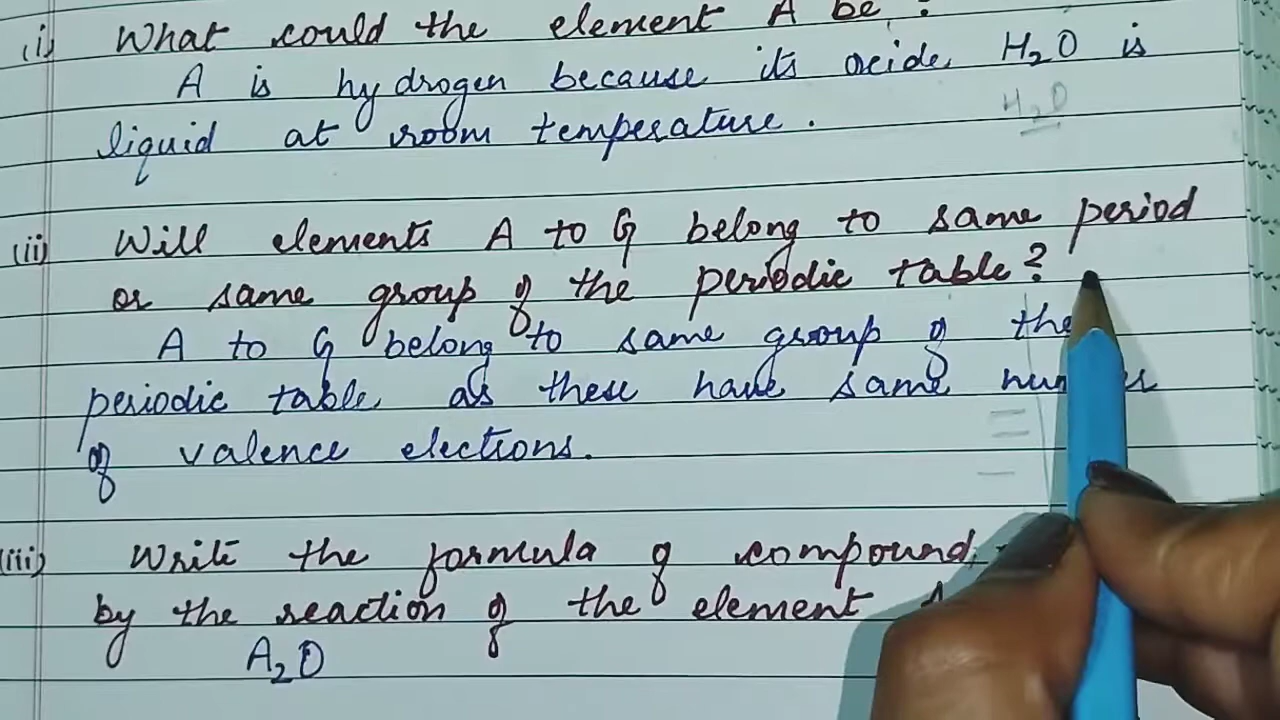 (i) What could the element A be ?
A is hydrogen because its oxide H₂O is
H₂O
liquid at room temperature.
(ii) Will elements A to G belong to same period
or same group of the periodic table?
A to G belong to same group of the
periodic table as these have same
of valence elections.
(iii) Write the formula of compound
by the reaction of the element
A₂O